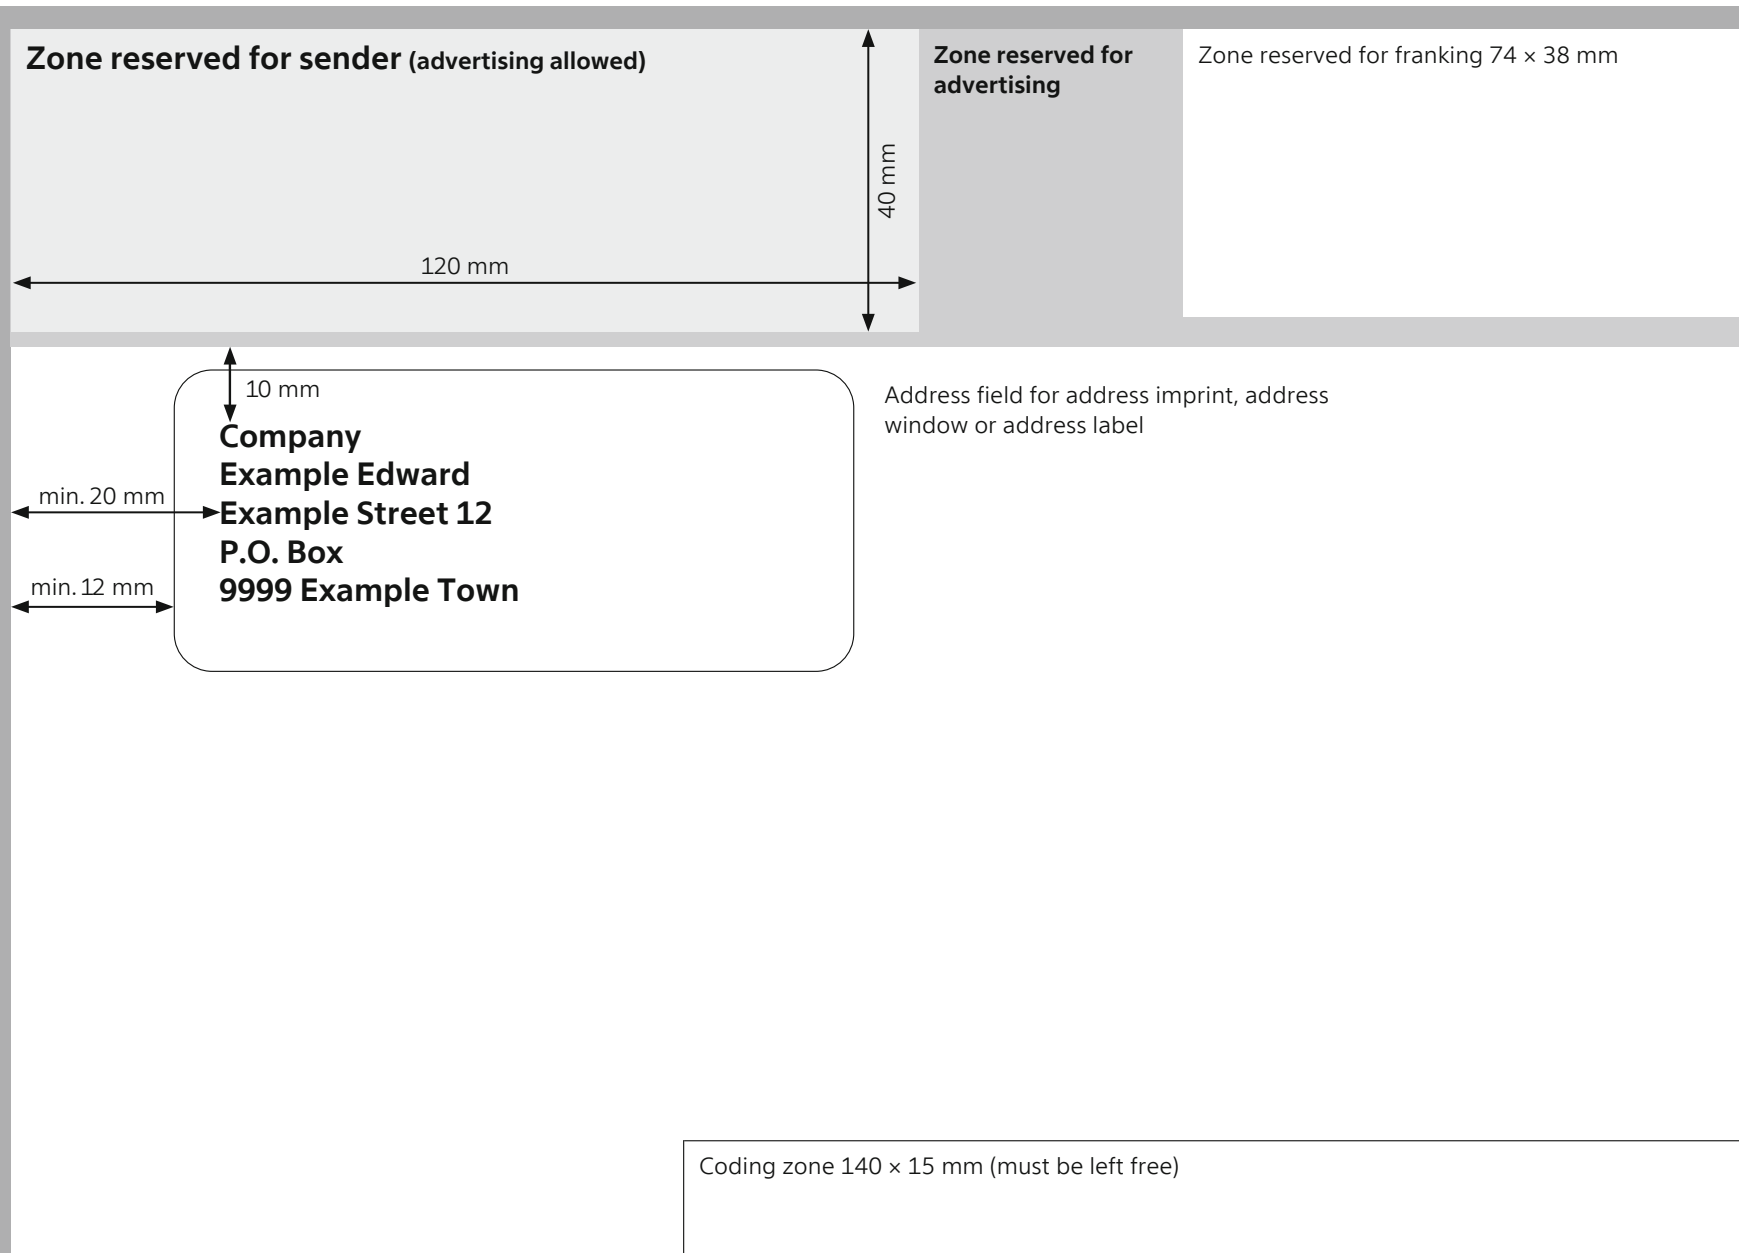 Zone reserved for sender (advertising allowed)
Zone reserved for
advertising
Zone reserved for franking 74 × 38 mm
40 mm
120 mm
10 mm
Address field for address imprint, address
window or address label
Company
Example Edward
min. 20 mm
Example Street 12
P.O. Box
min. 12 mm
9999 Example Town
Coding zone 140 × 15 mm (must be left free)